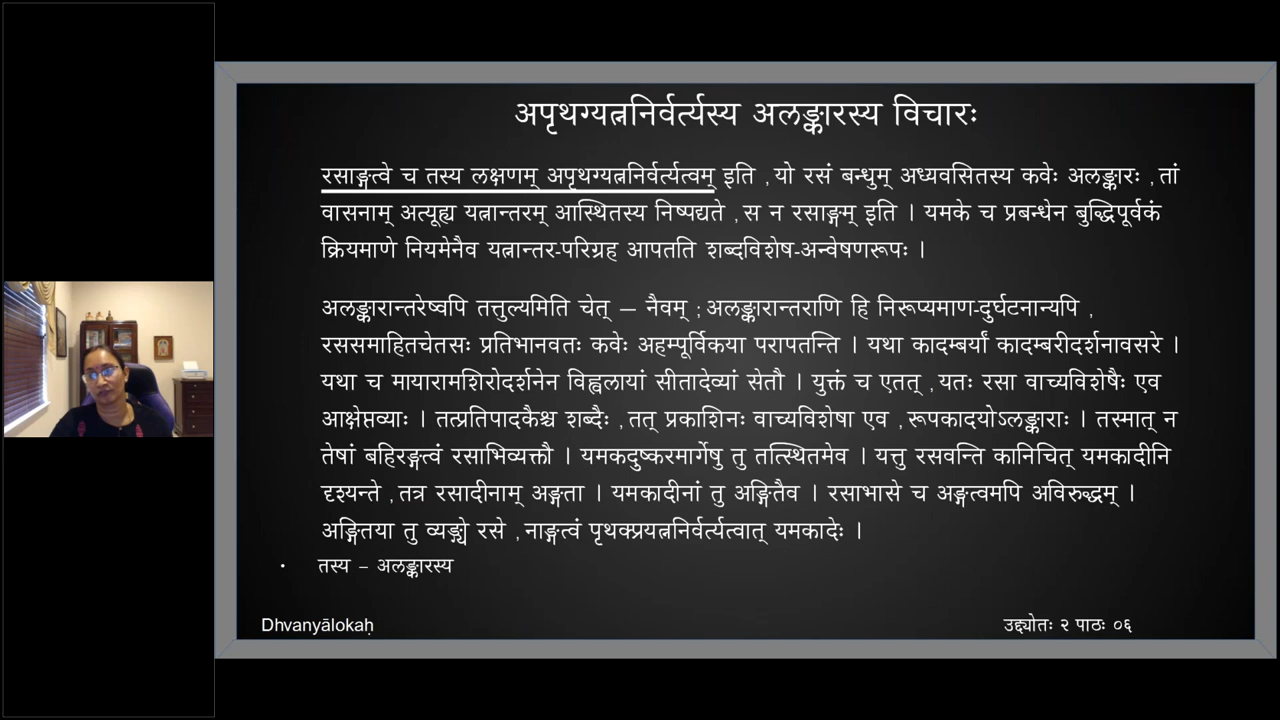 अपृथग्यत्ननिर्वर्त्यस्य अलङ्कारस्य विचारः
रसाङ्गत्वे च तस्य लक्षणम् अपृथग्यत्ननिर्वर्त्यत्वम् इति , यो रसं बन्धुम् अध्यवसितस्य कवेः अलङ्कारः , तां
वासनाम् अत्यूह्य यत्नान्तरम् आस्थितस्य निष्पद्यते , स न रसाङ्गम् इति । यमके च प्रबन्धेन बुद्धिपूर्वकं
क्रियमाणे नियमेनैव यत्नान्तर-परिग्रह आपतति शब्दविशेष-अन्वेषणरूपः ।
अलङ्कारान्तरेष्वपि तत्तुल्यमिति चेत् — नैवम् ; अलङ्कारान्तराणि हि निरूप्यमाण-दुर्घटनान्यपि ,
रससमाहितचेतसः प्रतिभानवतः कवेः अहम्पूर्विकया परापतन्ति । यथा कादम्बर्यां कादम्बरीदर्शनावसरे ।
यथा च मायारामशिरोदर्शनेन विह्वलायां सीतादेव्यां सेतौ । युक्तं च एतत् , यतः रसा वाच्यविशेषैः एव
आक्षेप्तव्याः । तत्प्रतिपादकैश्च शब्दैः , तत् प्रकाशिनः वाच्यविशेषा एव , रूपकादयोऽलङ्काराः । तस्मात् न
तेषां बहिरङ्गत्वं रसाभिव्यक्तौ । यमकदुष्करमार्गेषु तु तत्स्थितमेव । यत्तु रसवन्ति कानिचित् यमकादीनि
दृश्यन्ते , तत्र रसादीनाम् अङ्गता । यमकादीनां तु अङ्गितैव । रसाभासे च अङ्गत्वमपि अविरुद्धम् ।
अङ्गितया तु व्यङ्ग्ये रसे , नाङ्गत्वं पृथक्प्रयत्ननिर्वर्त्यत्वात् यमकादेः ।
• तस्य – अलङ्कारस्य
Dhvanyālokaḥ
उद्द्योतः २ पाठः ०६